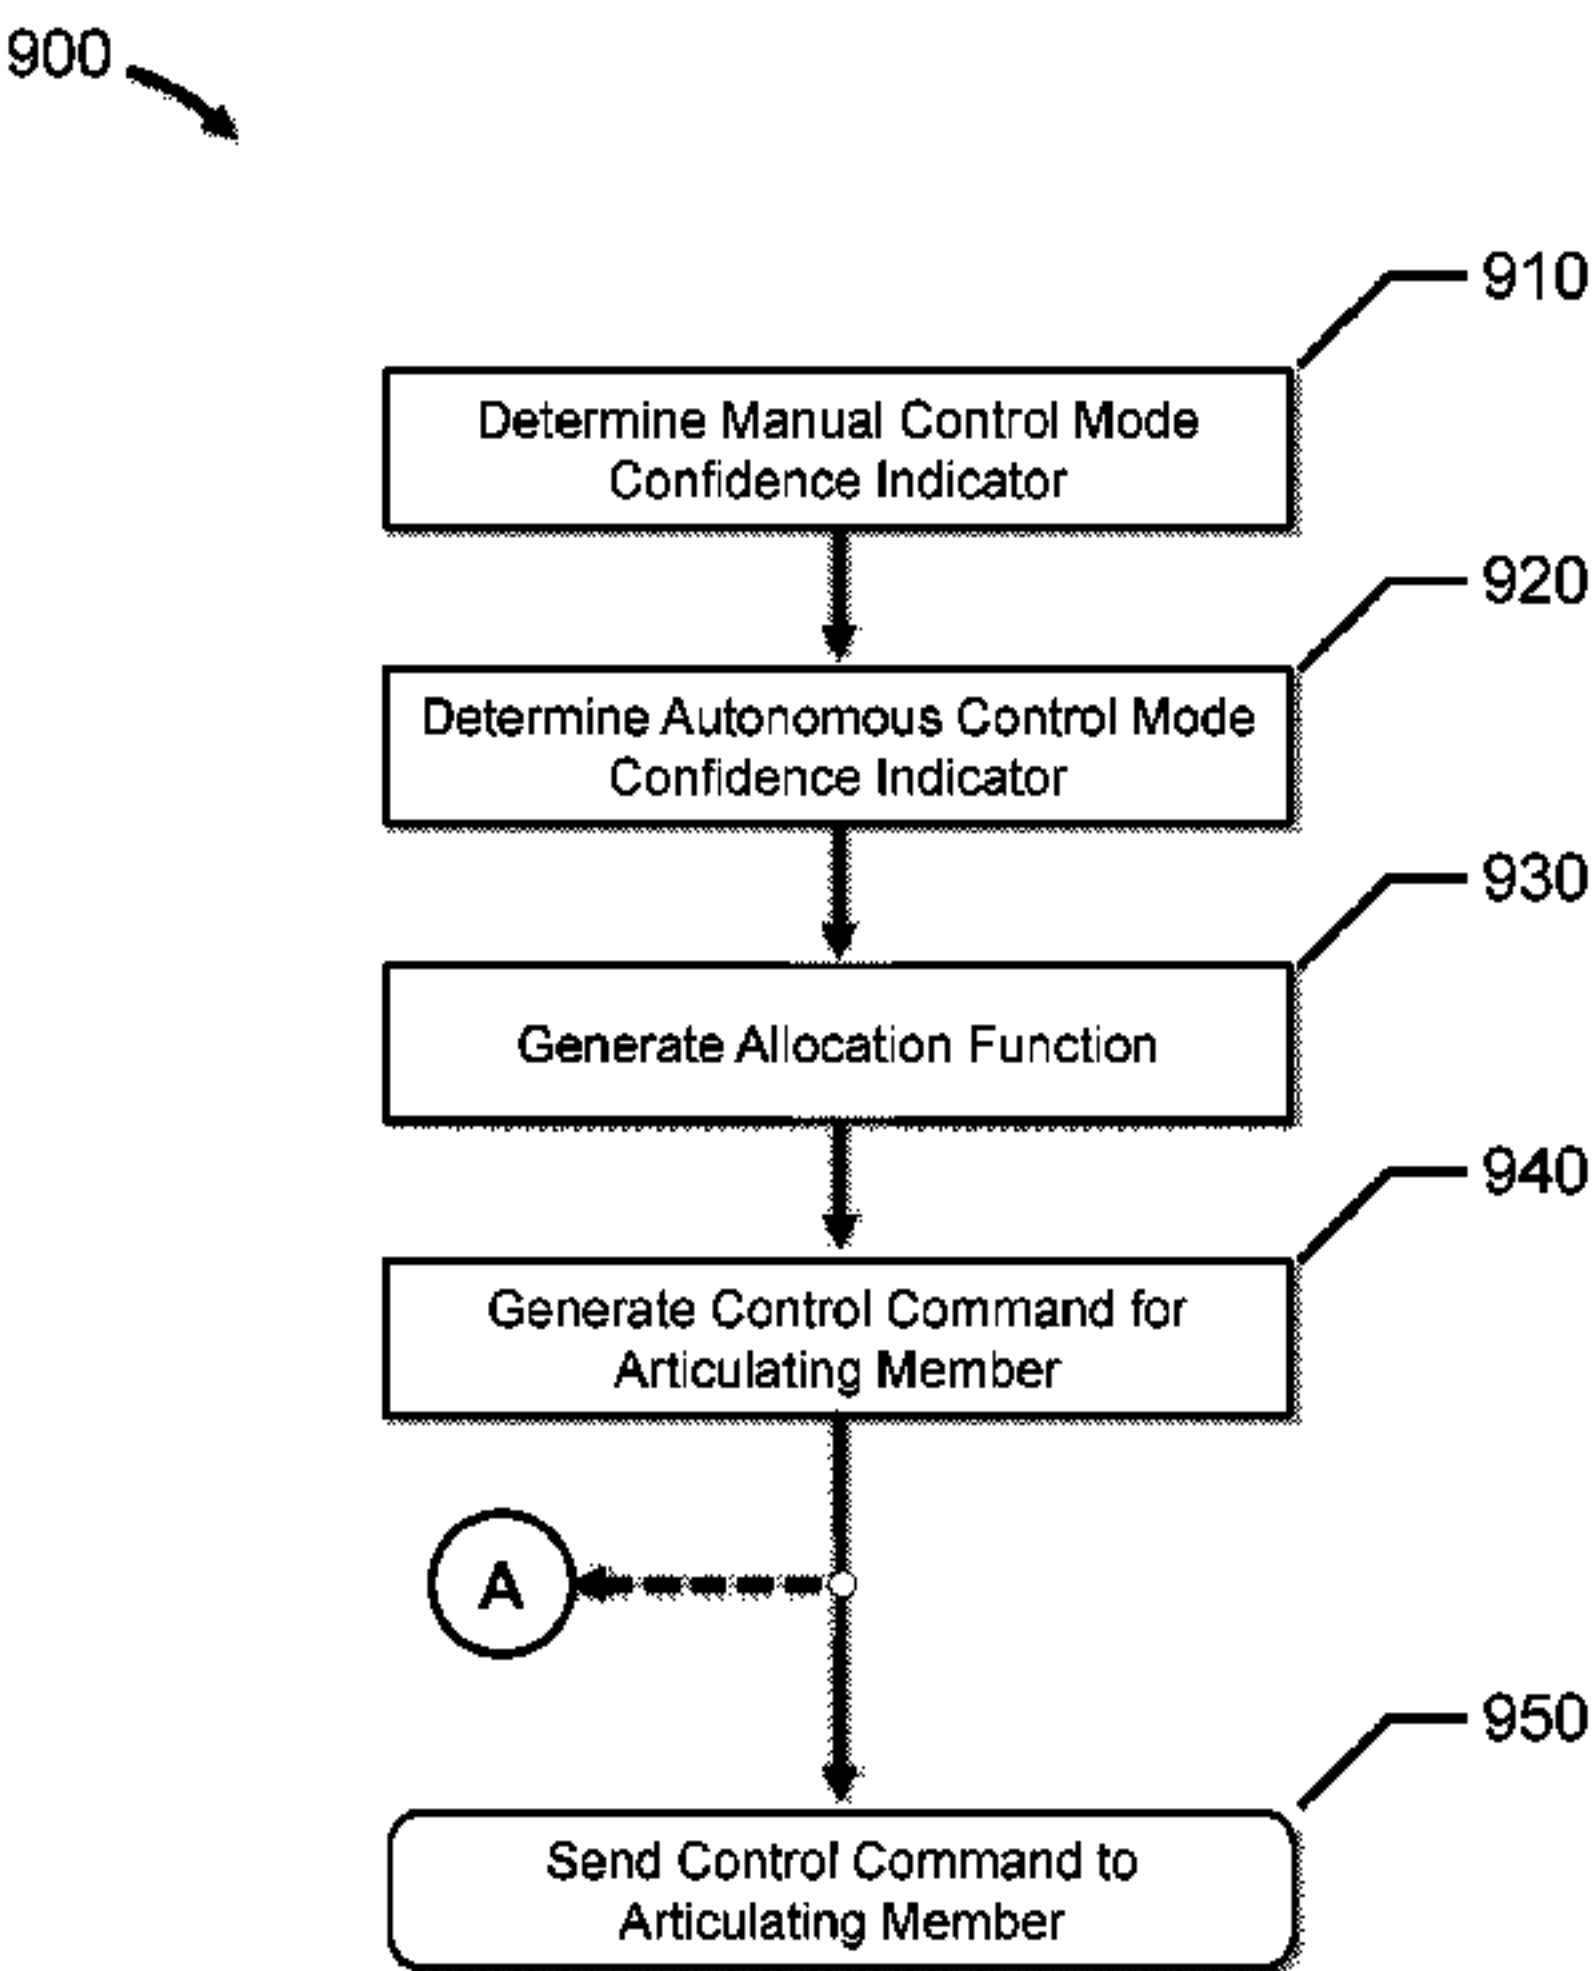 900
910
Determine Manual Control Mode
Confidence Indicator
920
Determine Autonomous Control Mode
Confidence Indicator
930
Generate Allocation Function
940
Generate Control Command for
Articulating Member
A
950
Send Control Command to
Articulating Member